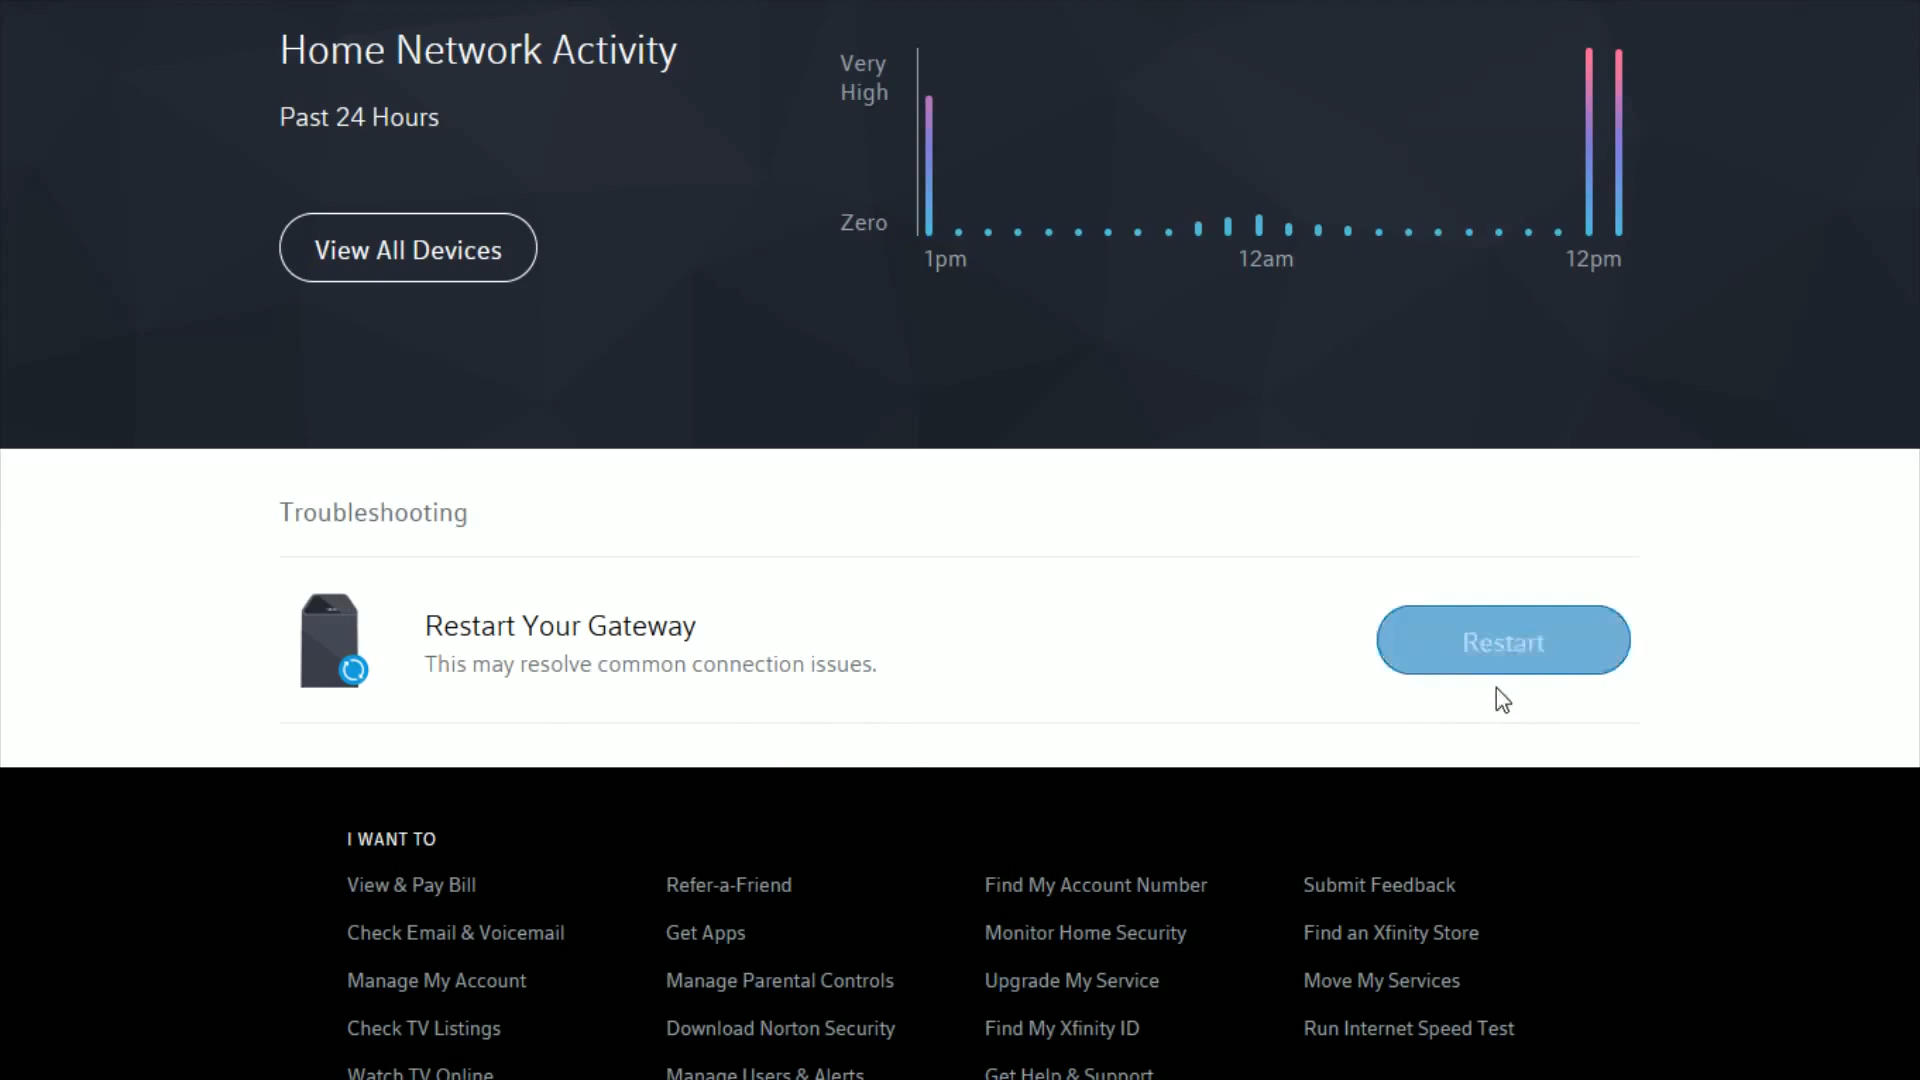 Home Network Activity
Past 24 Hours
View All Devices
Very
High
Zero
1pm
12am
12pm
Troubleshooting
Restart Your Gateway
This may resolve common connection issues.
Restart
I WANT TO
View & Pay Bill
Refer-a-Friend
Find My Account Number
Submit Feedback
Check Email & Voicemail
Get Apps
Monitor Home Security
Find an Xfinity Store
Manage My Account
Manage Parental Controls
Upgrade My Service
Move My Services
Check TV Listings
Download Norton Security
Find My Xfinity ID
Run Internet Speed Test
Watch TV Online
Manage Users & Alerts
Get Help & Support